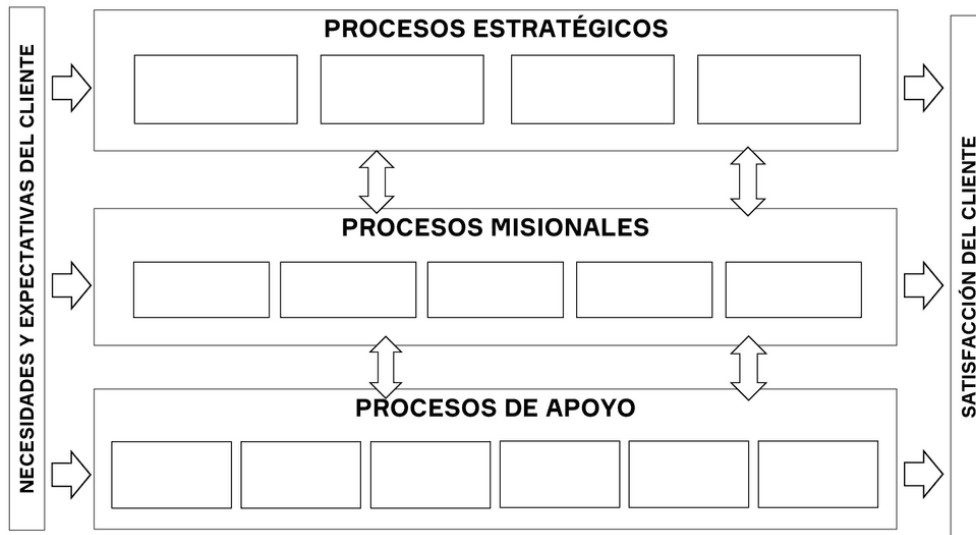 NECESIDADES Y EXPECTATIVAS DEL CLIENTE
PROCESOS ESTRATÉGICOS
PROCESOS MISIONALES
PROCESOS DE APOYO
SATISFACCIÓN DEL CLIENTE